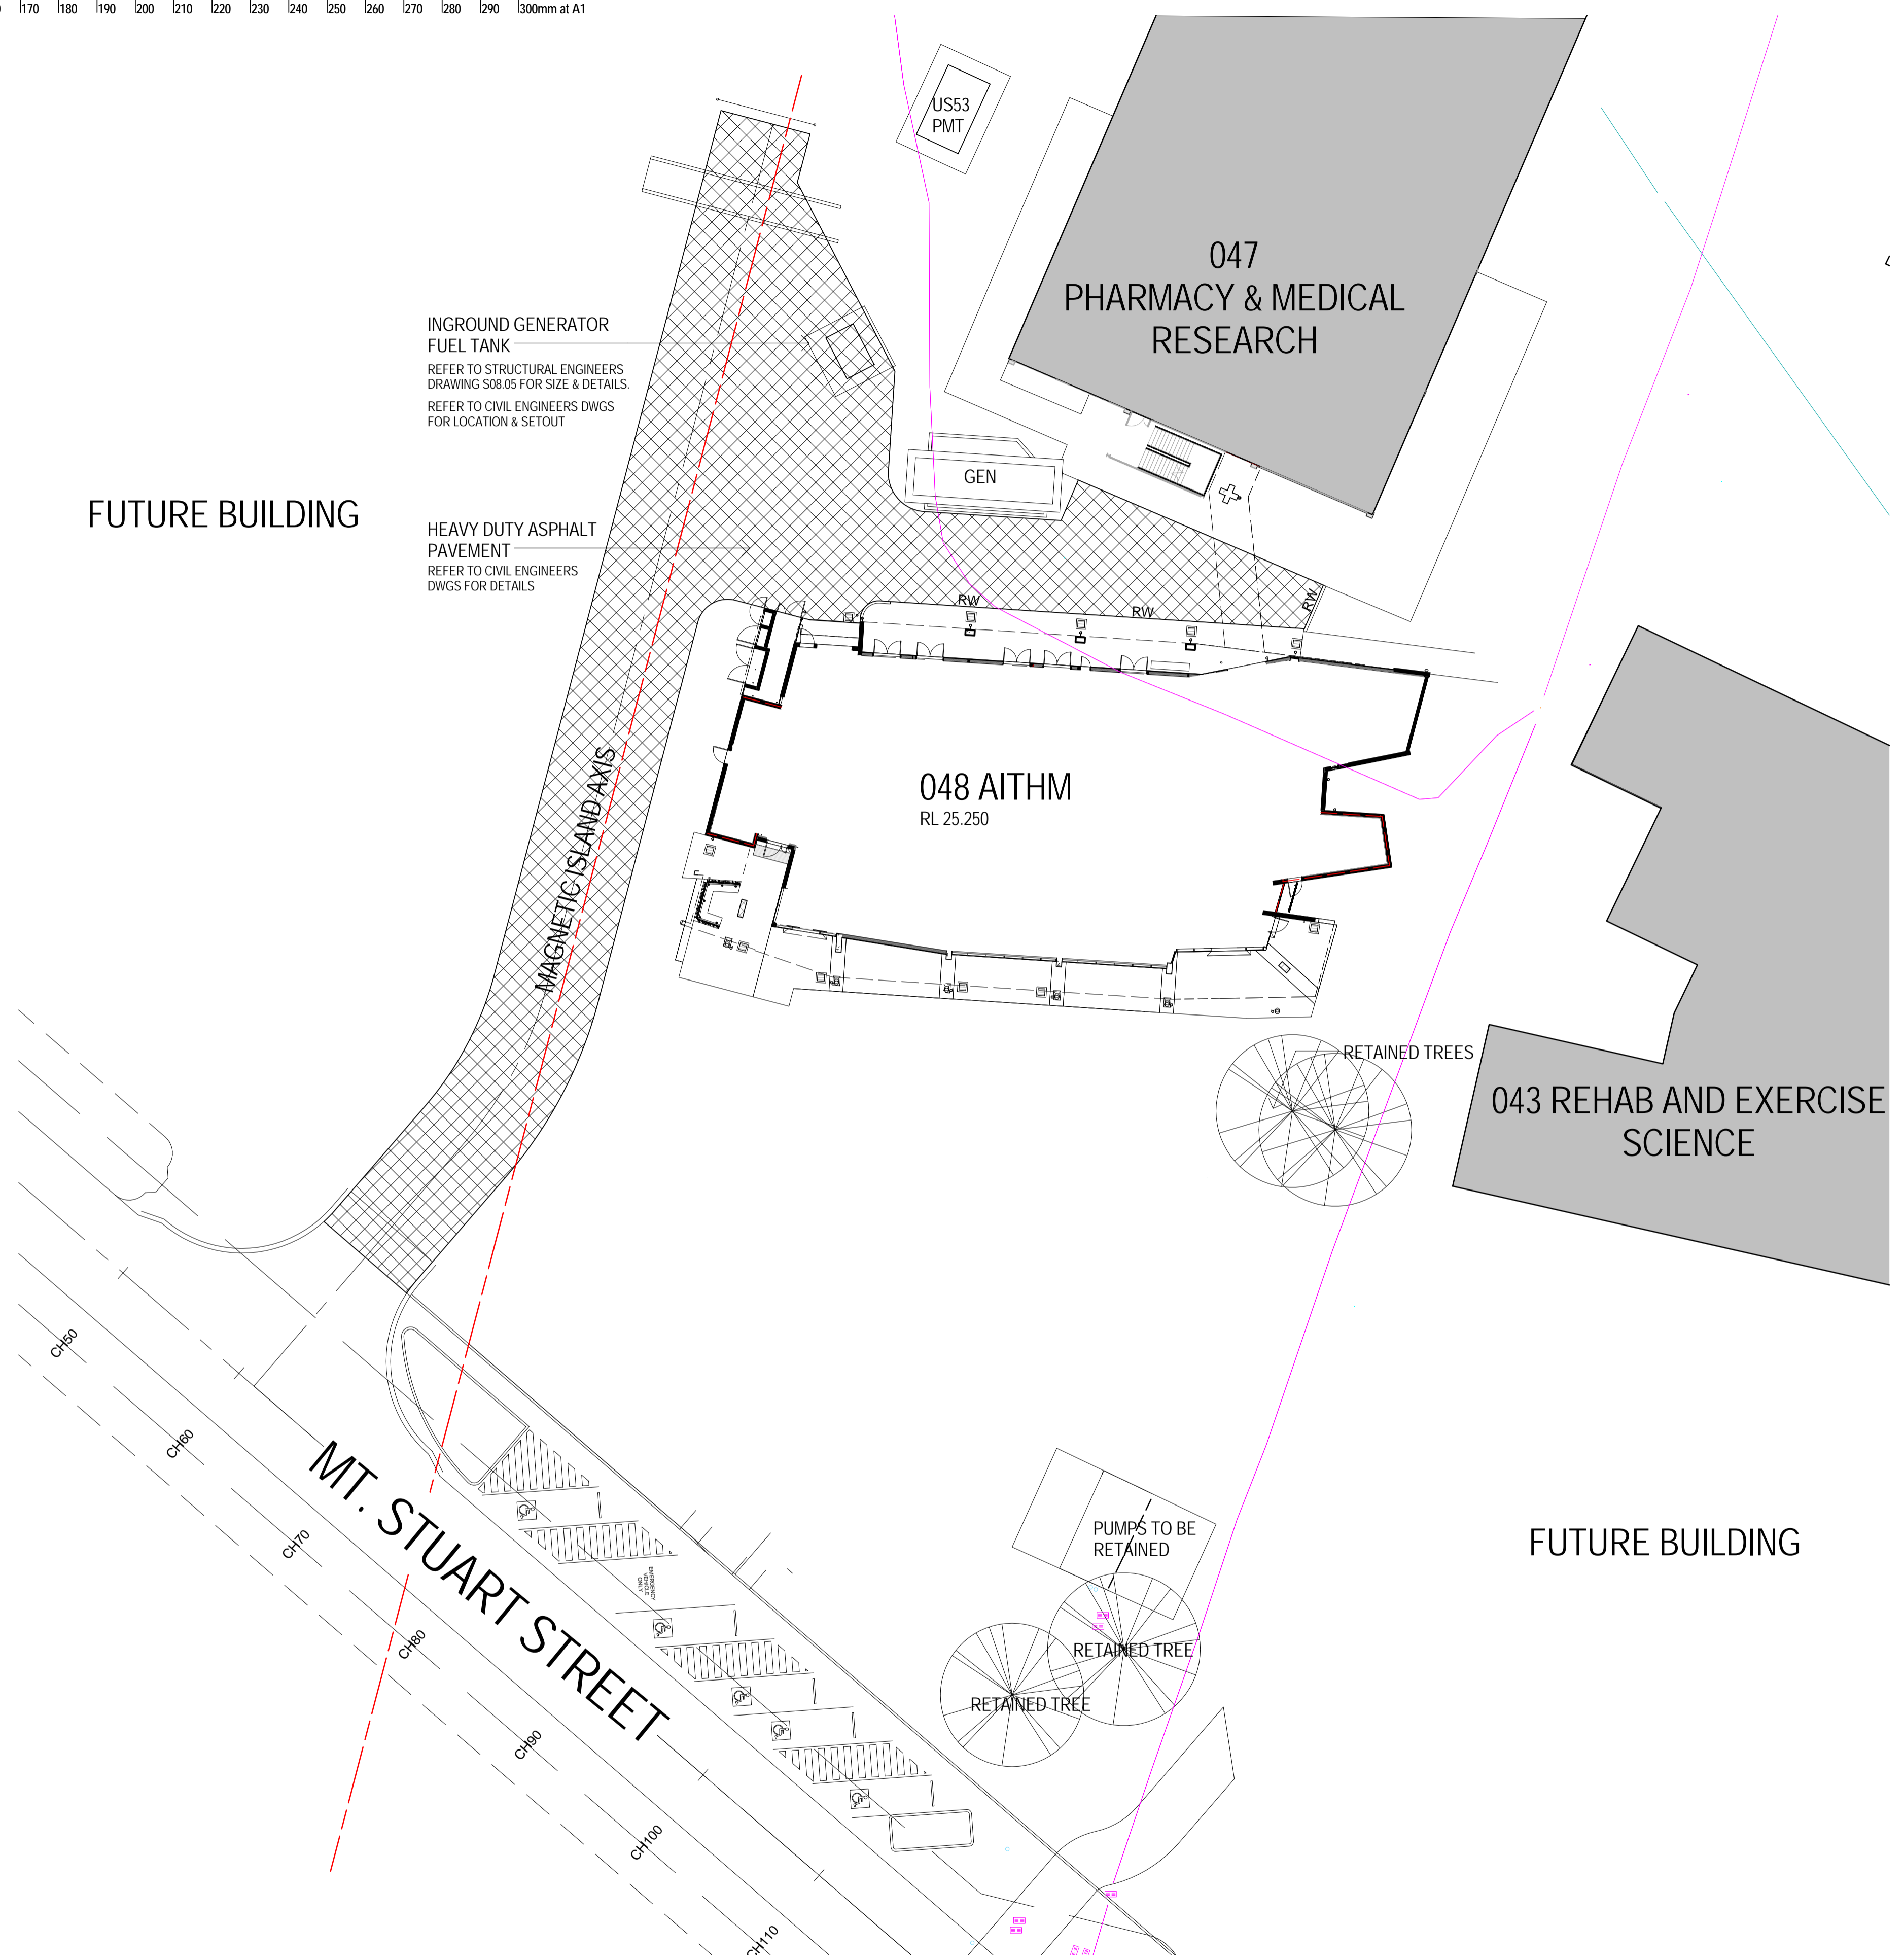 170 180 190 200 210 220 230 240 250 260 270 280 290 300mm at A1
US53
PMT
047
PHARMACY & MEDICAL
RESEARCH
INGROUND GENERATOR
FUEL TANK
REFER TO STRUCTURAL ENGINEERS
DRAWING S08.05 FOR SIZE & DETAILS.
REFER TO CIVIL ENGINEERS DWGS
FOR LOCATION & SETOUT
GEN
FUTURE BUILDING
HEAVY DUTY ASPHALT
PAVEMENT
REFER TO CIVIL ENGINEERS
DWGS FOR DETAILS
RW
RW
RW
MAGNETIC ISLAND AXIS
048 AITHM
RL 25.250
RETAINED TREES
043 REHAB AND EXERCISE
SCIENCE
CH50
CH60
CH70
CH80
CH90
CH100
CH110
MT. STUART STREET
EMERGENCY
VEHICLE
ONLY
PUMPS TO BE
RETAINED
FUTURE BUILDING
RETAINED TREE
RETAINED TREE